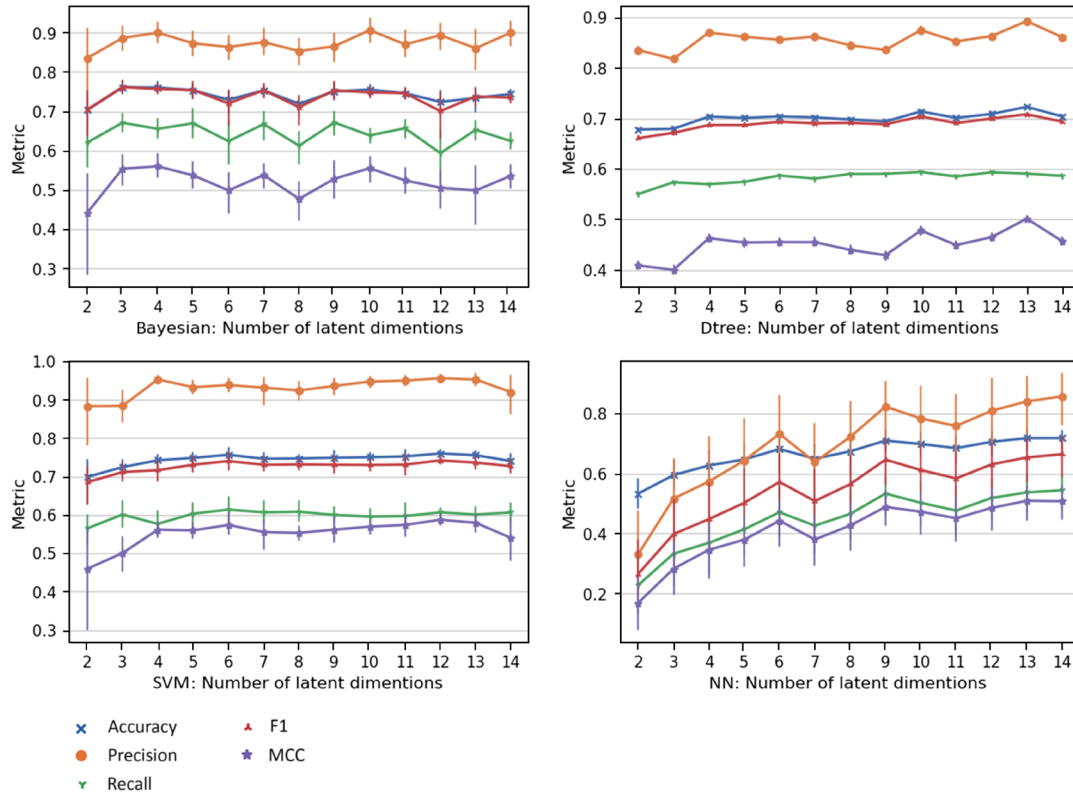 0.9
0.8
0.7
0.6
0.5
0.4
0.3
Metric
2 3 4 5 6 7 8 9 10 11 12 13 14
Bayesian: Number of latent dimentions
0.9
0.8
0.7
0.6
0.5
0.4
Metric
2 3 4 5 6 7 8 9 10 11 12 13 14
Dtree: Number of latent dimentions
1.0
0.9
0.8
0.7
0.6
0.5
0.4
0.3
Metric
2 3 4 5 6 7 8 9 10 11 12 13 14
SVM: Number of latent dimentions
0.8
0.6
0.4
0.2
Metric
2 3 4 5 6 7 8 9 10 11 12 13 14
NN: Number of latent dimentions
Accuracy
Precision
Recall
F1
MCC